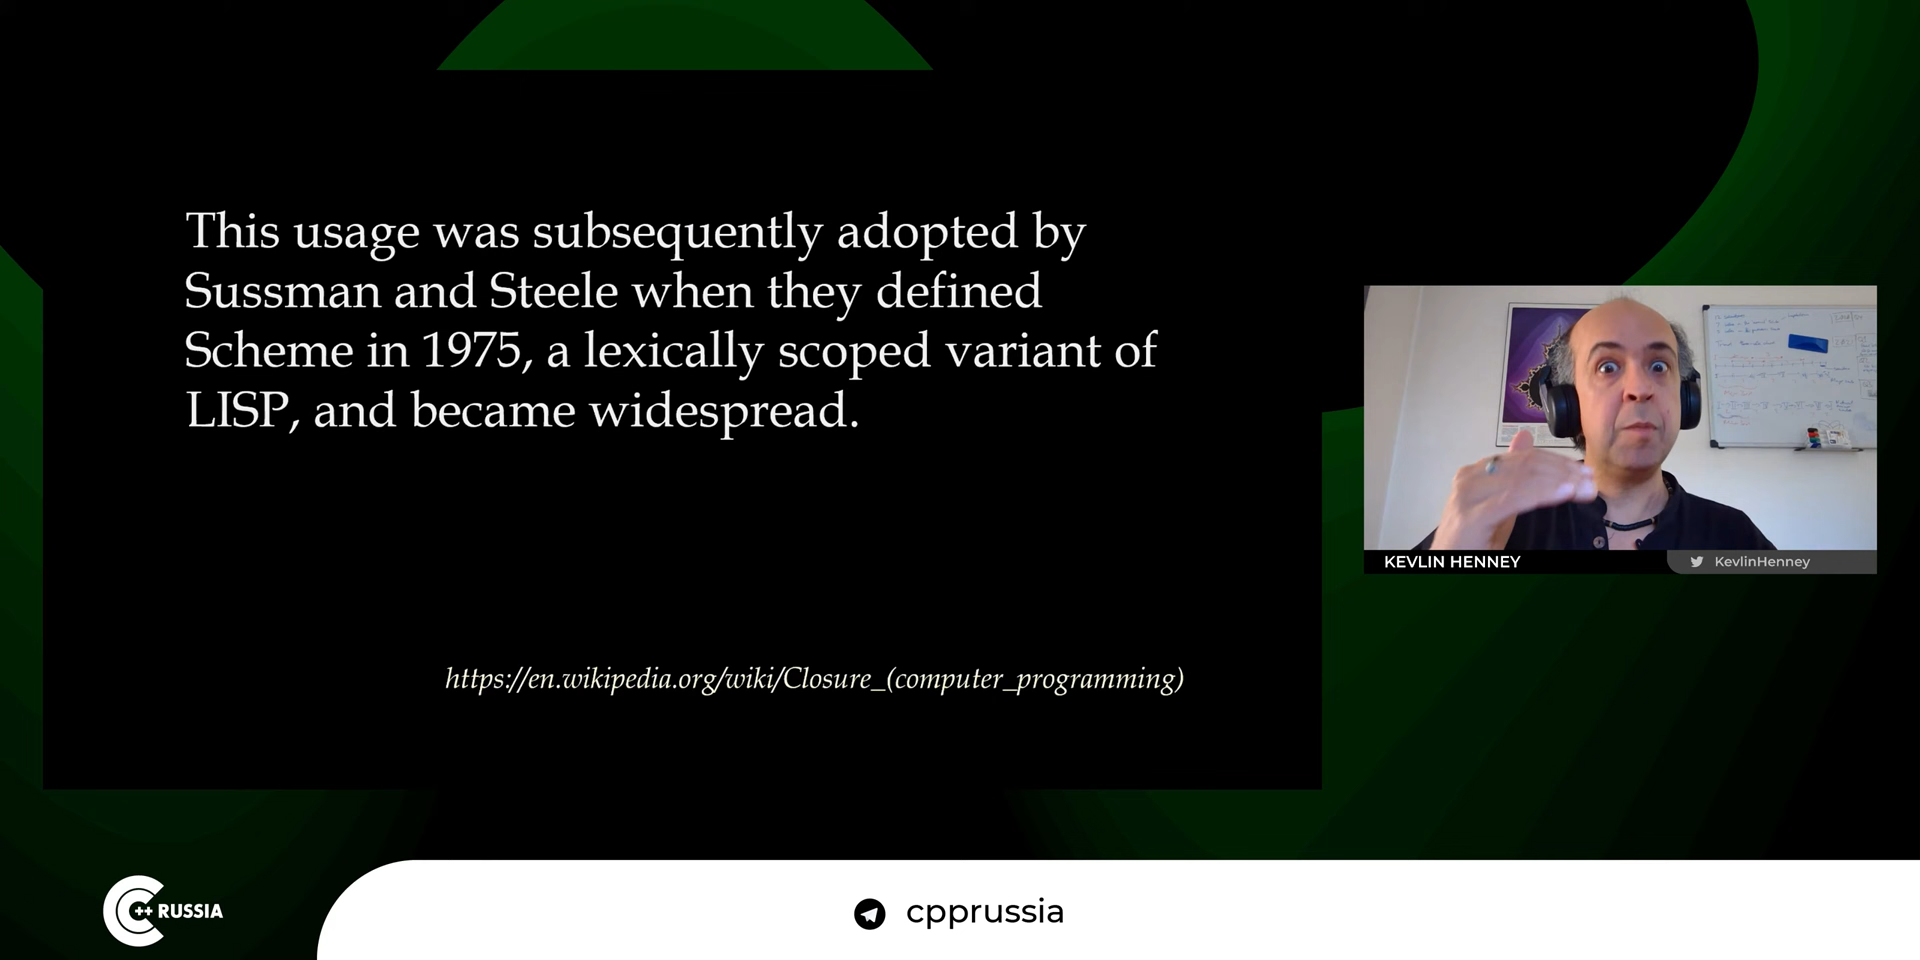 This usage was subsequently adopted by
Sussman and Steele when they defined
Scheme in 1975, a lexically scoped variant of
LISP, and became widespread.
https://en.wikipedia.org/wiki/Closure_(computer_programming)
KEVLIN HENNEY
KevlinHenney
C++ RUSSIA
cpprussia